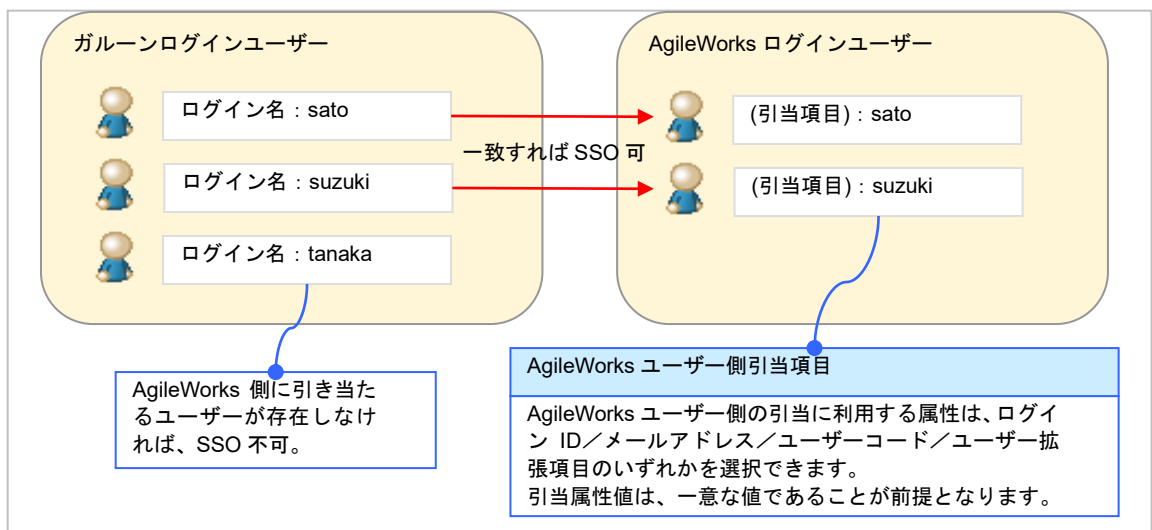 ガルーンログインユーザー
ログイン名：sato
ログイン名：suzuki
ログイン名：tanaka
一致すれば SSO 可
AgileWorks ログインユーザー
(引当項目)：sato
(引当項目)：suzuki
AgileWorks 側に引き当た
るユーザーが存在しなけ
れば、SSO 不可。
AgileWorks ユーザー側引当項目
AgileWorks ユーザー側の引当に利用する属性は、ログイ
ン ID／メールアドレス／ユーザーコード／ユーザー拡
張項目のいずれかを選択できます。
引当属性値は、一意な値であることが前提となります。